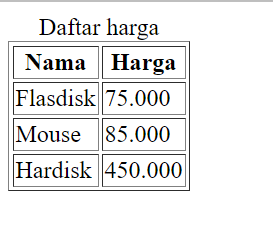 Daftar harga
Nama Harga
Flasdisk 75.000
Mouse 85.000
Hardisk 450.000